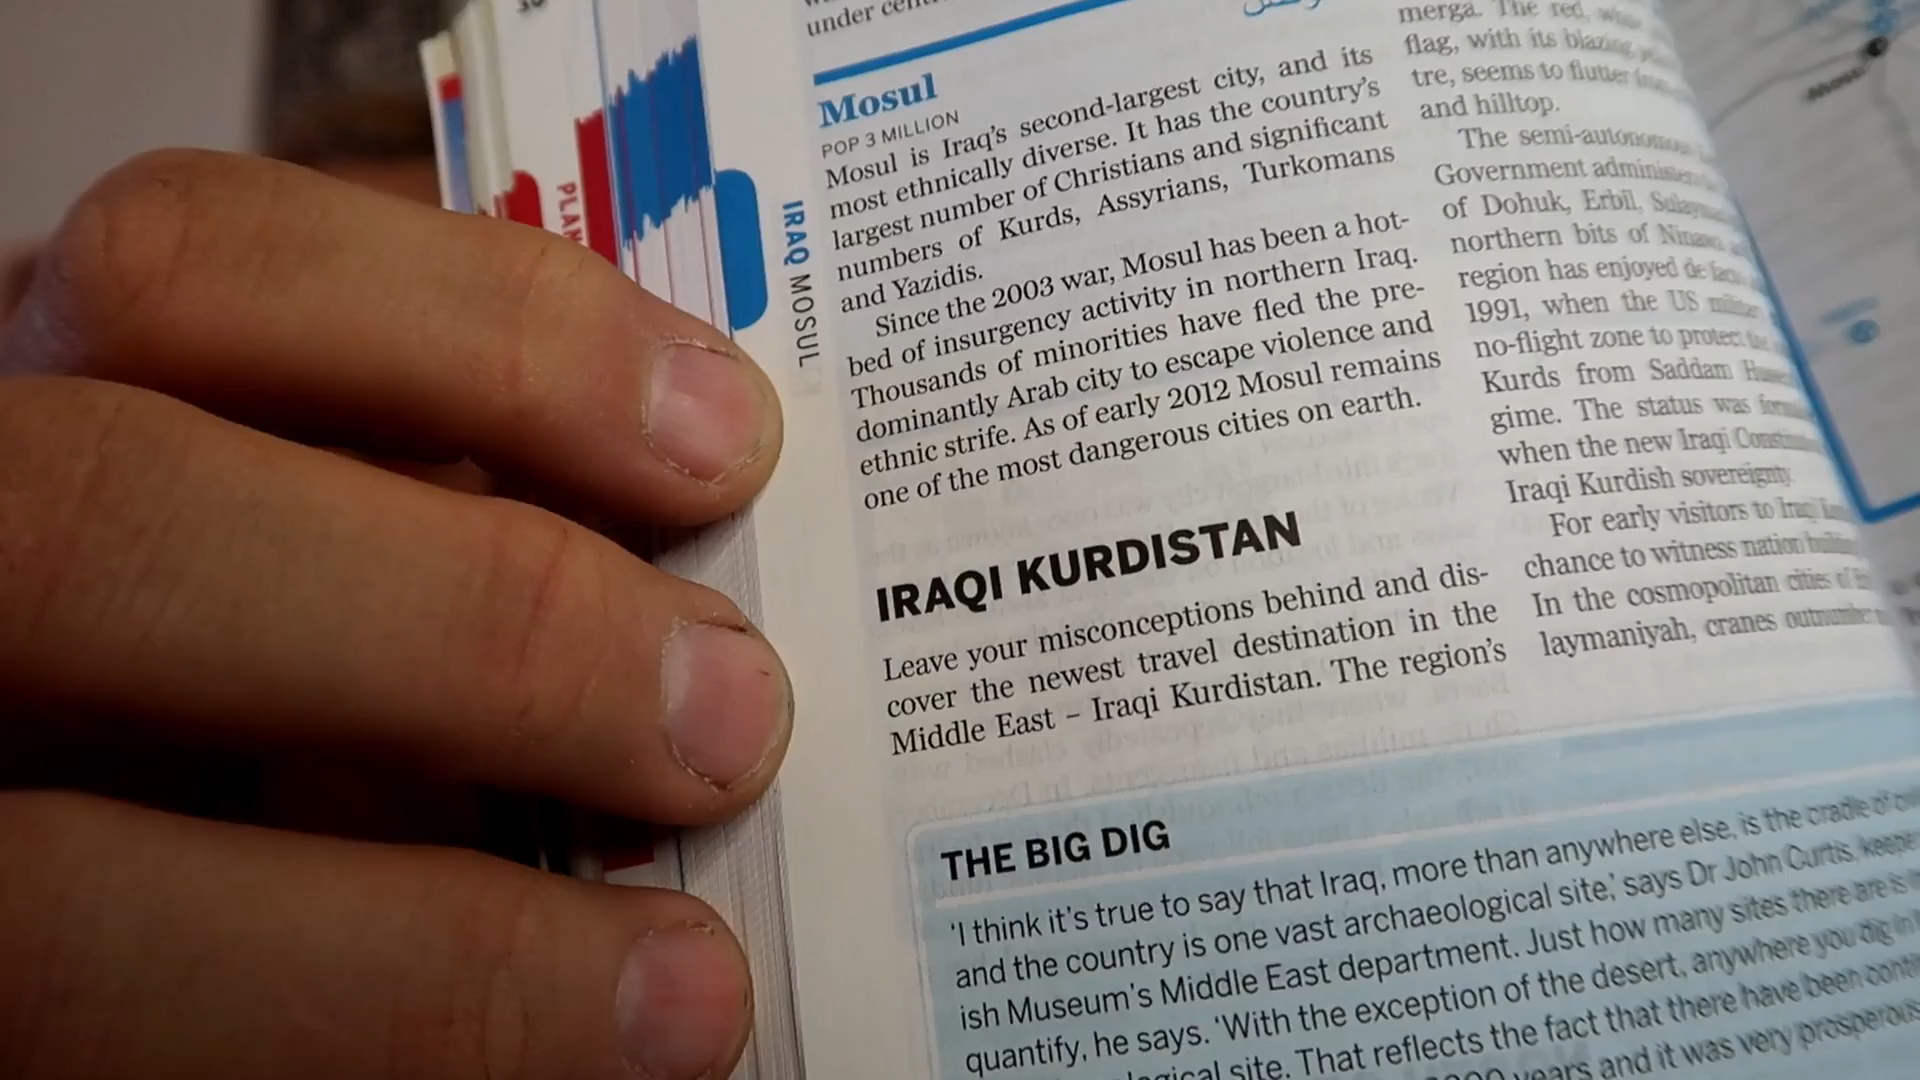 PLAN
IRAQ MOSUL
under
Mosul
POP 3 MILLION
Mosul is Iraq's second-largest city, and its
most ethnically diverse. It has the country's
largest number of Christians and significant
numbers of Kurds, Assyrians, Turkomans
and Yazidis.
Since the 2003 war, Mosul has been a hot-
bed of insurgency activity in northern Iraq.
Thousands of minorities have fled the pre-
dominantly Arab city to escape violence and
ethnic strife. As of early 2012 Mosul remains
one of the most dangerous cities on earth.
IRAQI KURDISTAN
Leave your misconceptions behind and dis-
cover the newest travel destination in the
Middle East – Iraqi Kurdistan. The region's
merga. The red,
flag, with its blazing
tre, seems to flutter
and hilltop.
The semi-autonomous
Government
of Dohuk, Erbil,
northern bits of
region has enjoyed de
1991, when the US
no-flight zone to protect the
Kurds from Saddam
gime. The status was
when the new Iraqi
Iraqi Kurdish sovereignty.
For early visitors to Iraqi
chance to witness nation
In the cosmopolitan cities of
laymaniyah, cranes outnumber
THE BIG DIG
'I think it's true to say that Iraq, more than anywhere else, is the cradle of
and the country is one vast archaeological site,' says Dr John Curtis, keeper
ish Museum's Middle East department. Just how many sites there are is
quantify, he says. 'With the exception of the desert, anywhere you dig in
site. That reflects the fact that there have been
years and it was very prosperous